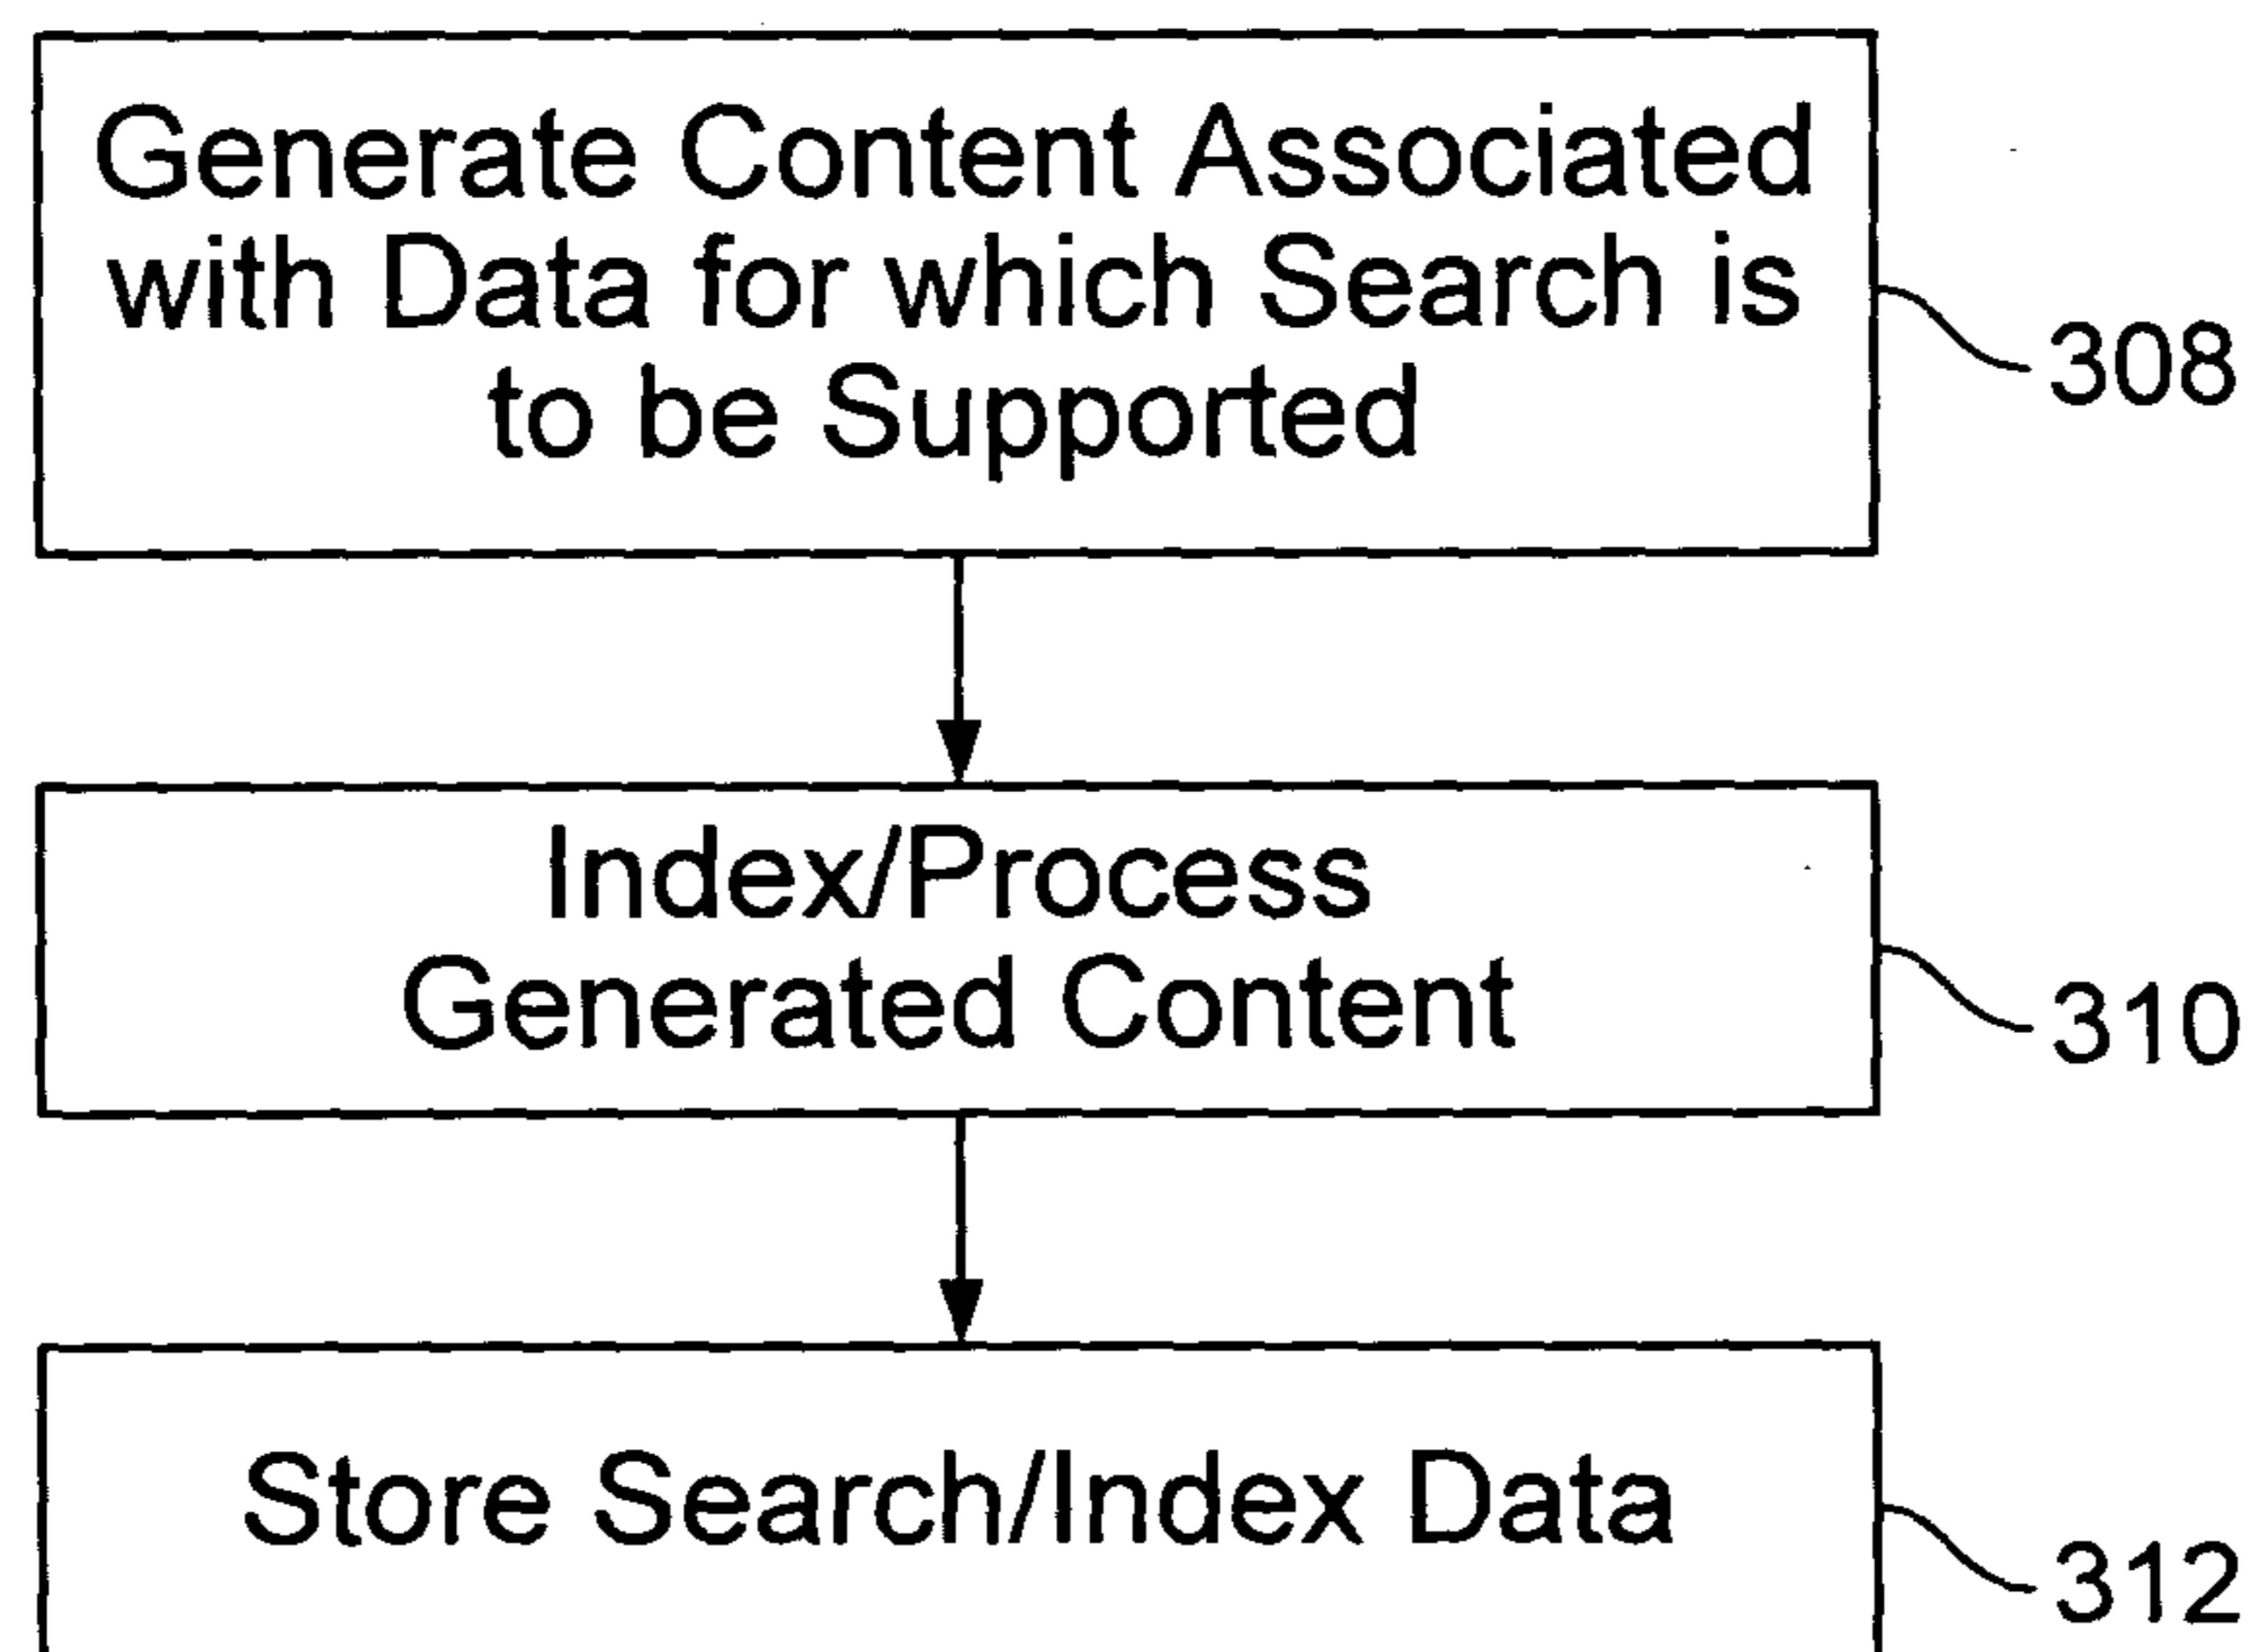 Generate Content Associated
with Data for which Search is
to be Supported
308
Index/Process
Generated Content
310
Store Search/Index Data
312